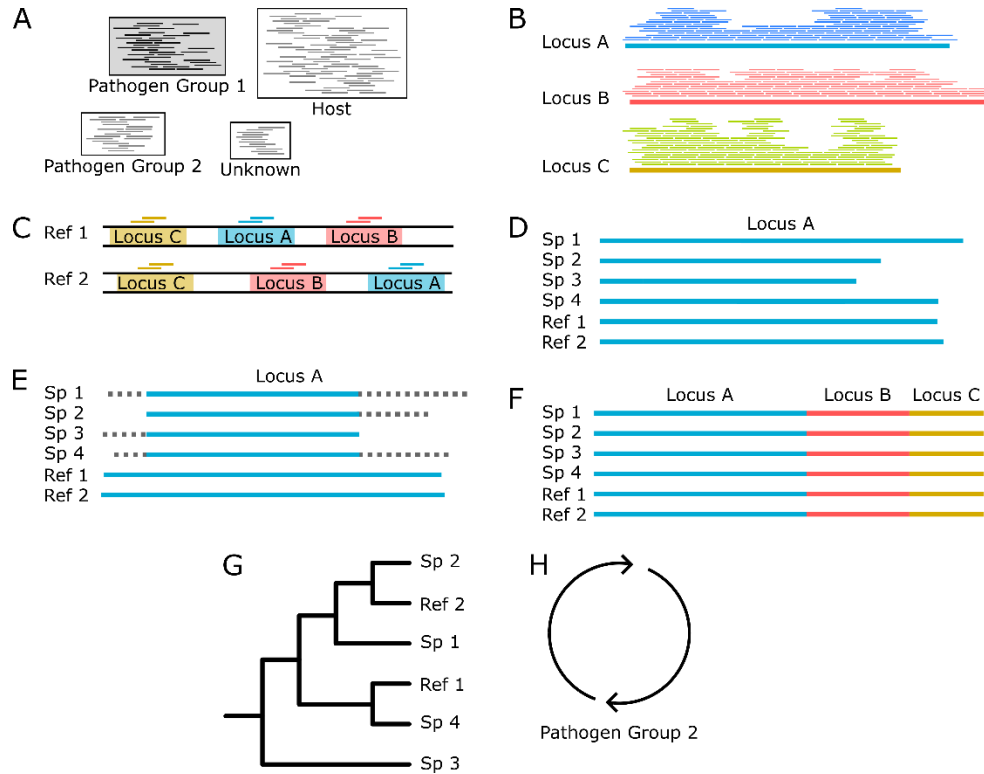 A
Pathogen Group 1
Host
Pathogen Group 2
Unknown
B
Locus A
Locus B
Locus C
C
Ref 1
Locus C Locus A Locus B
Ref 2
Locus C Locus B Locus A
D
Locus A
Sp 1
Sp 2
Sp 3
Sp 4
Ref 1
Ref 2
E
Locus A
Sp 1
Sp 2
Sp 3
Sp 4
Ref 1
Ref 2
F
Locus A Locus B Locus C
Sp 1
Sp 2
Sp 3
Sp 4
Ref 1
Ref 2
G
Sp 2
Ref 2
Sp 1
Ref 1
Sp 4
Sp 3
H
Pathogen Group 2